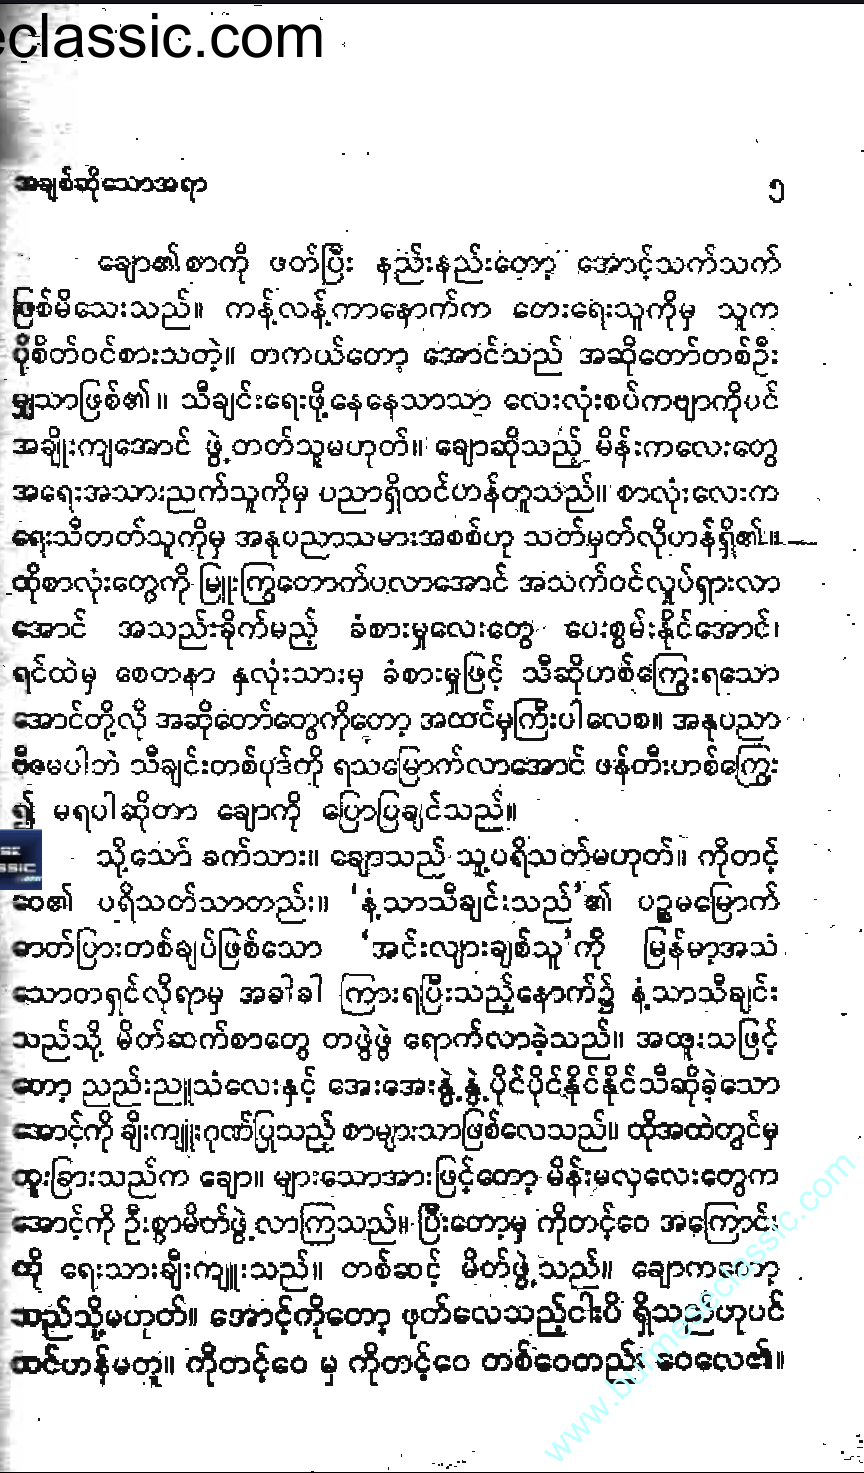 eclassic.com
အချစ်ဆိုသောအရာ ၅
ချော၏စာကို ဖတ်ပြီး နည်းနည်းတော့ အောင့်သက်သက်
ဖြစ်မိသေးသည်။ ကန့်လန့်ကာနောက်က တေးရေးသူကိုမှ သူက
ပိုစိတ်ဝင်စားသတဲ့။ တကယ်တော့ အောင်သည် အဆိုတော်တစ်ဦး
မျှသာဖြစ်၏။ သီချင်းရေးဖို့နေနေသာသာ လေးလုံးစပ်ကဗျာကိုပင်
အချိုးကျအောင် ဖွဲ့တတ်သူမဟုတ်။ ချောဆိုသည့် မိန်းကလေးတွေ
အရေးအသားညက်သူကိုမှ ပညာရှိထင်ဟန်တူသည်။ စာလုံးလေးက
ရေးသီတတ်သူကိုမှ အနုပညာသမားအစစ်ဟု သတ်မှတ်လိုဟန်ရှိ၏။
ထိုစာလုံးတွေကို မြူးကြွတောက်ပလာအောင် အသက်ဝင်လှုပ်ရှားလာ
အောင် အသည်းခိုက်မည့် ခံစားမှုလေးတွေ ပေးစွမ်းနိုင်အောင်၊
ရင်ထဲမှ စေတနာ နှလုံးသားမှ ခံစားမှုဖြင့် သီဆိုဟစ်ကြွေးရသော
အောင်တို့လို အဆိုတော်တွေကိုတော့ အထင်မှကြီးပါလေစ။ အနုပညာ
ဗီဇမပါဘဲ သီချင်းတစ်ပုဒ်ကို ရသမြောက်လာအောင် ဖန်တီးဟစ်ကြွေး
၍ မရပါဆိုတာ ချောကို ပြောပြချင်သည်။
သို့သော် ခက်သား။ ချောသည် သူ့ပရိသတ်မဟုတ်။ ကိုတင့်
ဝေ၏ ပရိသတ်သာတည်း။ ‘နံ့သာသီချင်းသည်’၏ ပဉ္စမမြောက်
ဓာတ်ပြားတစ်ချပ်ဖြစ်သော ‘အင်းလျားချစ်သူ’ကို မြန်မာ့အသံ
သောတရှင်လိုရာမှ အခါခါ ကြားရပြီးသည့်နောက်၌ နံ့သာသီချင်း
သည်သို့ မိတ်ဆက်စာတွေ တဖွဲဖွဲ ရောက်လာခဲ့သည်။ အထူးသဖြင့်
တော့ ညည်းညူသံလေးနှင့် အေးအေးနွဲ့နွဲ့ ပိုင်ပိုင်နိုင်နိုင်သီဆိုခဲ့သော
အောင့်ကို ချီးကျူးဂုဏ်ပြုသည့် စာများသာဖြစ်လေသည်။ ထိုအထဲတွင်မှ
ထူးခြားသည်က ချော။ များသောအားဖြင့်တော့ မိန်းမလှလေးတွေက
အောင့်ကို ဦးစွာမိတ်ဖွဲ့လာကြသည်။ ပြီးတော့မှ ကိုတင့်ဝေ အကြောင်း
ထို ရေးသားချီးကျူးသည်။ တစ်ဆင့် မိတ်ဖွဲ့သည်။ ချောကတော့
သည်သို့မဟုတ်။ အောင့်ကိုတော့ ဖုတ်လေသည့်ငါးပိ ရှိသည်ဟုပင်
ထင်ဟန်မတူ။ ကိုတင့်ဝေ မှ ကိုတင့်ဝေ တစ်ဝေတည်း ဝေလေ၏။
www.burmeseclassic.com